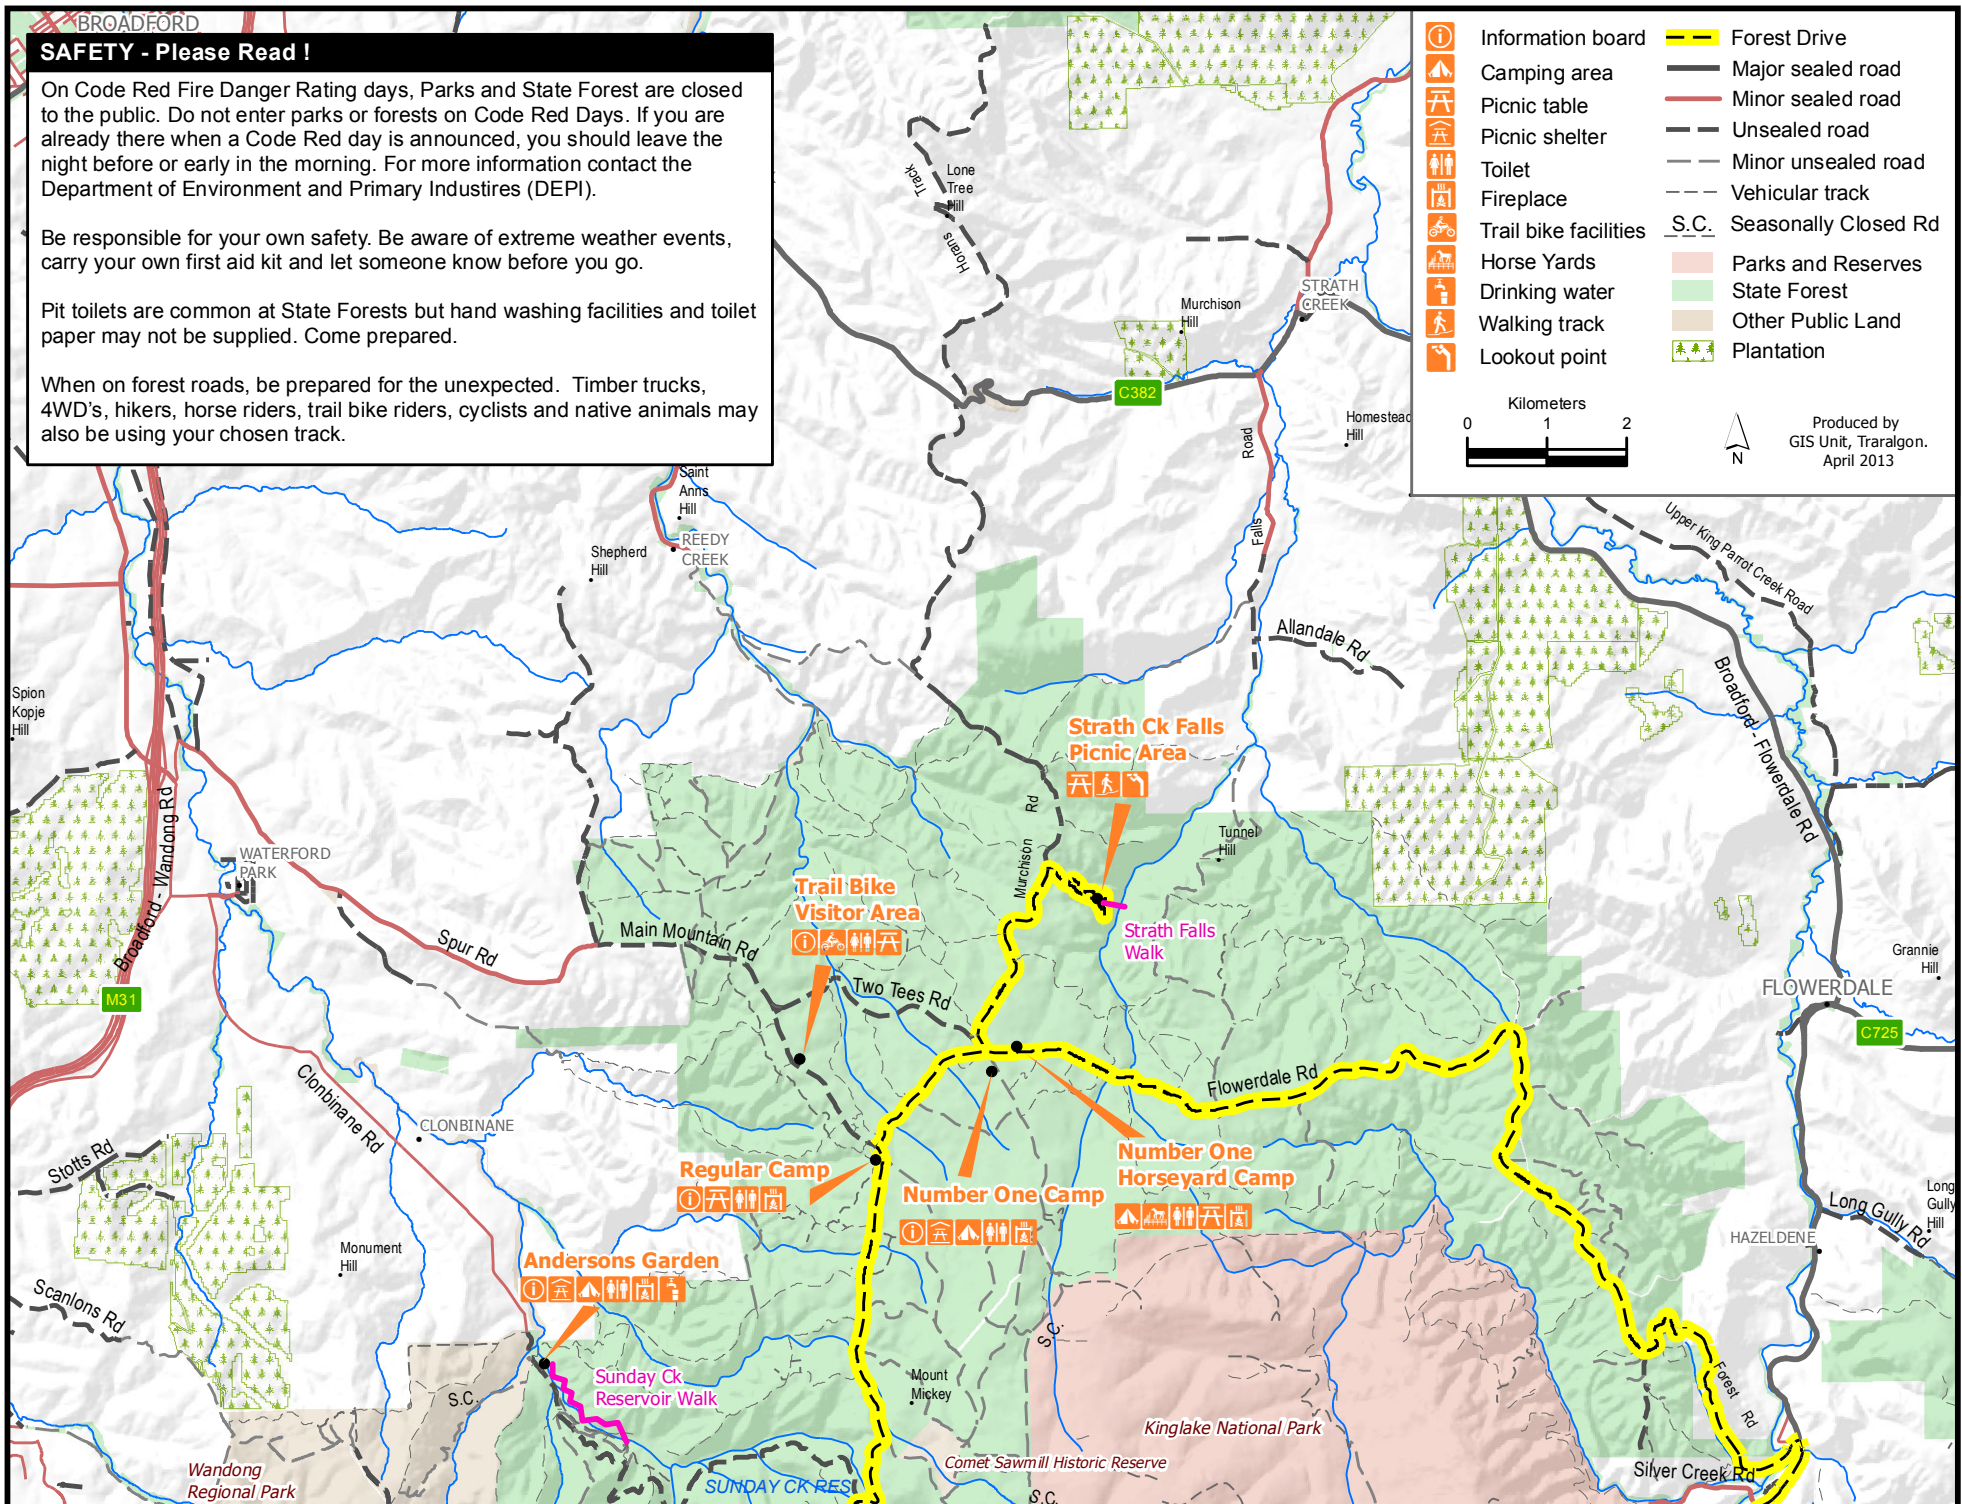 BROADFORD
SAFETY - Please Read !
On Code Red Fire Danger Rating days, Parks and State Forest are closed
to the public. Do not enter parks or forests on Code Red Days. If you are
already there when a Code Red day is announced, you should leave the
night before or early in the morning. For more information contact the
Department of Environment and Primary Industires (DEPI).
Be responsible for your own safety. Be aware of extreme weather events,
carry your own first aid kit and let someone know before you go.
Pit toilets are common at State Forests but hand washing facilities and toilet
paper may not be supplied. Come prepared.
When on forest roads, be prepared for the unexpected. Timber trucks,
4WD's, hikers, horse riders, trail bike riders, cyclists and native animals may
also be using your chosen track.
Information board
Camping area
Picnic table
Picnic shelter
Toilet
Fireplace
Trail bike facilities
Horse Yards
Drinking water
Walking track
Lookout point
Forest Drive
Major sealed road
Minor sealed road
Unsealed road
Minor unsealed road
Vehicular track
S.C. Seasonally Closed Rd
Parks and Reserves
State Forest
Other Public Land
Plantation
Kilometers
0 1 2
N
Produced by
GIS Unit, Traralgon.
April 2013
Lone
Tree
Hill
Horans Track
STRATH
CREEK
Murchison
Hill
C382
Homestead
Hill
Falls Road
Saint
Anns
Hill
REEDY
CREEK
Shepherd
Hill
Upper King Parrot Creek Road
Allandale Rd
Broadford - Flowerdale Rd
Spion
Kopje
Hill
Strath Ck Falls
Picnic Area
Murchison Rd
Tunnel
Hill
Broadford - Wandong Rd
WATERFORD
PARK
Trail Bike
Visitor Area
Strath Falls
Walk
Main Mountain Rd
Spur Rd
Two Tees Rd
Grannie
Hill
FLOWERDALE
M31
C725
Clonbinane Rd
Flowerdale Rd
CLONBINANE
Stotts Rd
Regular Camp
Number One Camp
Number One
Horseyard Camp
Long
Gully
Hill
Long Gully Rd
HAZELDENE
Monument
Hill
Andersons Garden
Scanlons Rd
S.C.
Sunday Ck
Reservoir Walk
S.C.
Mount
Mickey
Forest Rd
Kinglake National Park
Comet Sawmill Historic Reserve
Wandong
Regional Park
SUNDAY CK RES
S.C.
Silver Creek Rd